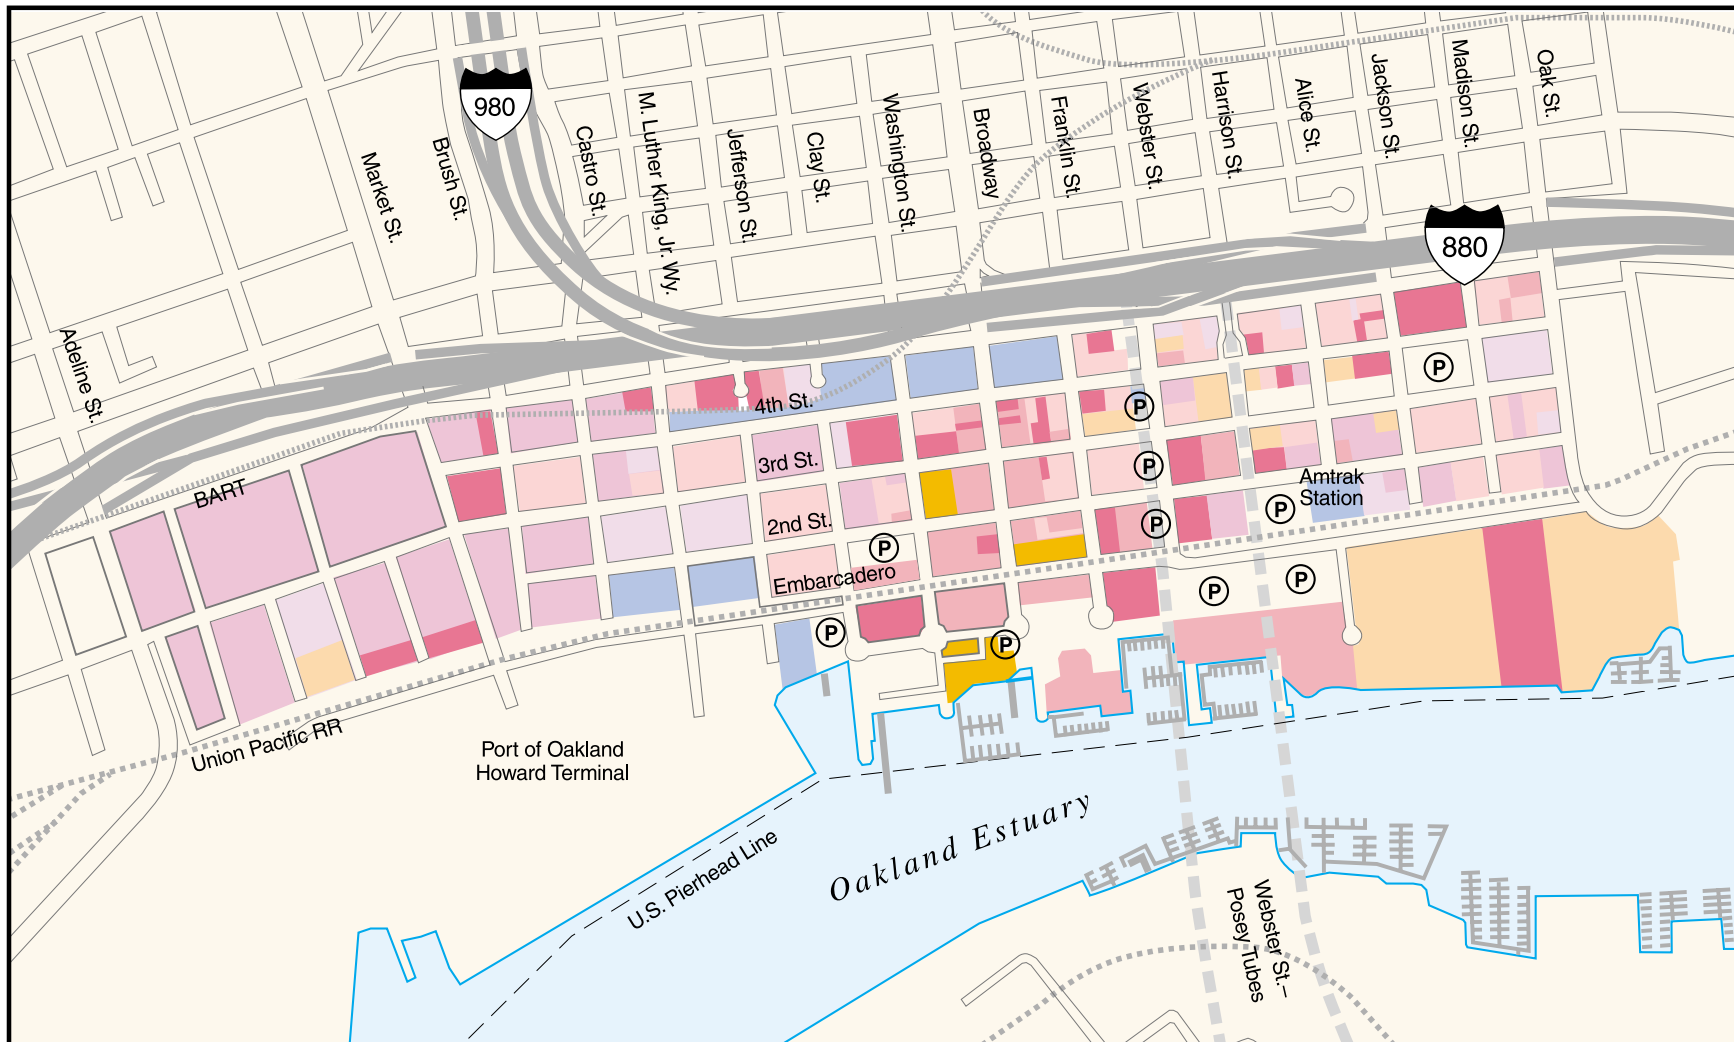 980
880
Adeline St.
Market St.
Brush St.
Castro St.
M. Luther King, Jr. Wy.
Jefferson St.
Clay St.
Washington St.
Broadway
Franklin St.
Webster St.
Harrison St.
Alice St.
Jackson St.
Madison St.
Oak St.
4th St.
3rd St.
2nd St.
Embarcadero
BART
Union Pacific RR
Amtrak
Station
P
P
P
P
P
P
P
P
P
P
Port of Oakland
Howard Terminal
U.S. Pierhead Line
Oakland Estuary
Webster St.–
Posey Tubes